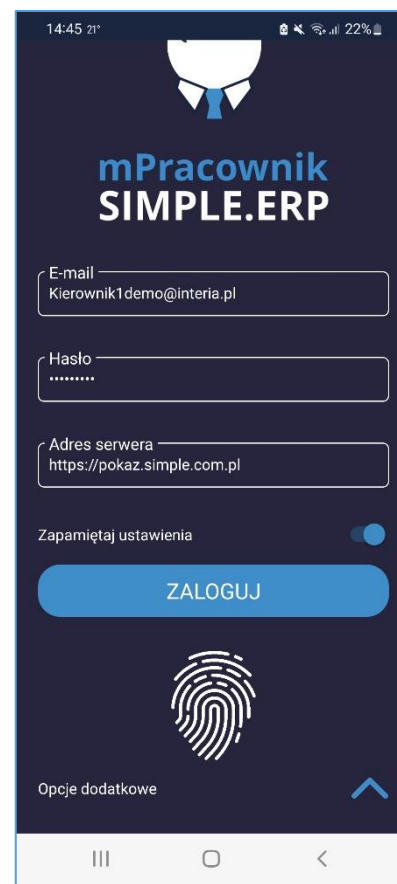 14:45 21° 22%
mPracownik
SIMPLE.ERP
E-mail
Kierownik1demo@interia.pl
Hasło
•••••••••
Adres serwera
https://pokaz.simple.com.pl
Zapamiętaj ustawienia
ZALOGUJ
Opcje dodatkowe